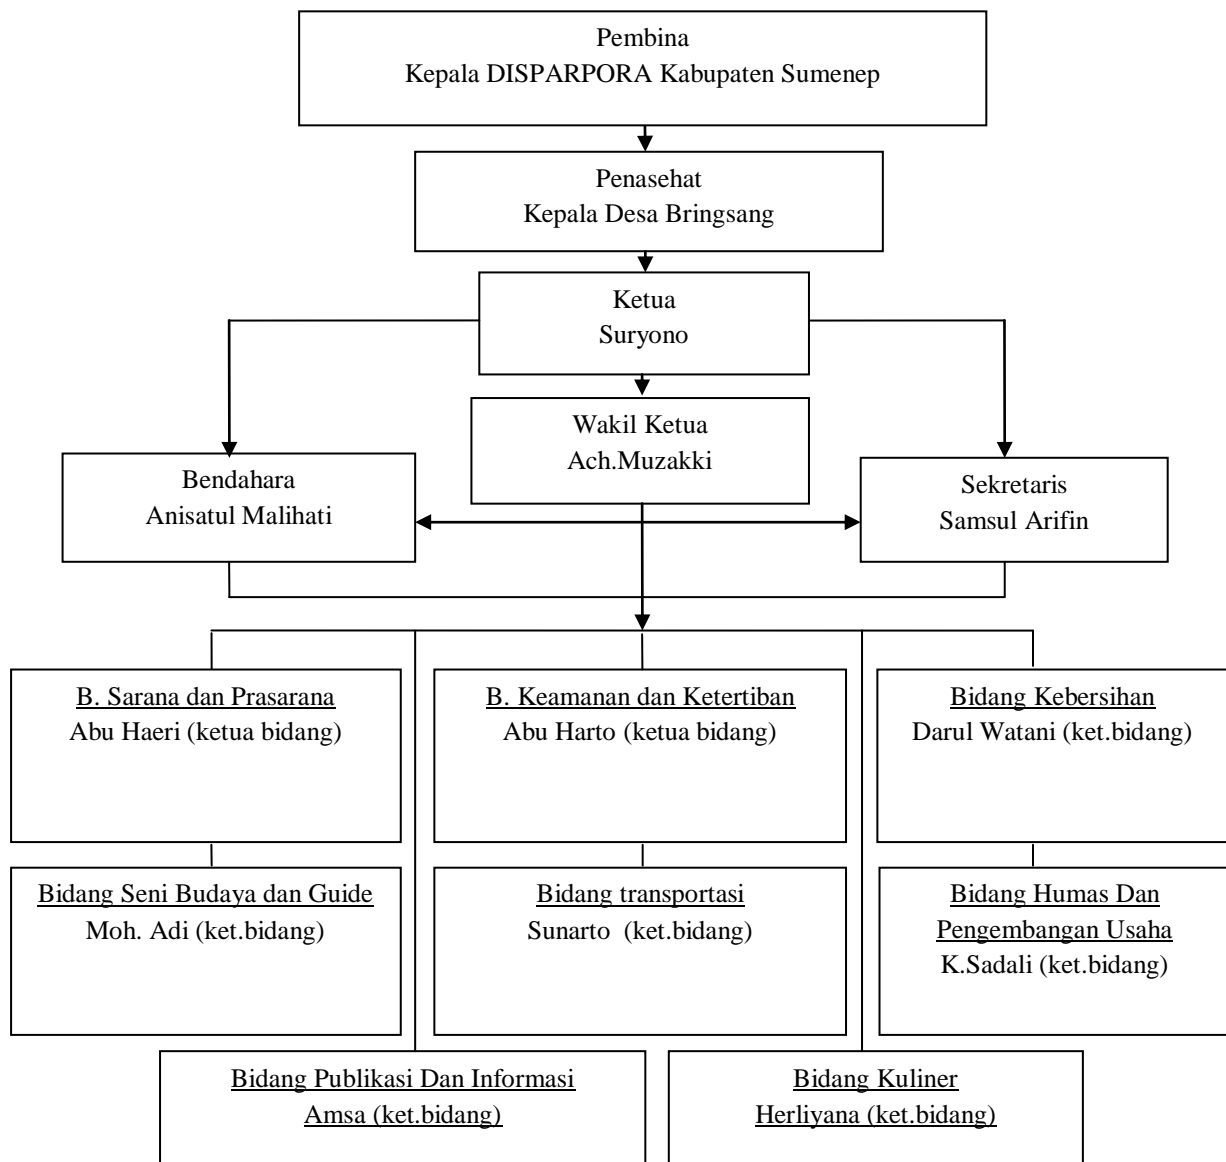 Pembina
Kepala DISPARPORA Kabupaten Sumenep
Penasehat
Kepala Desa Bringsang
Ketua
Suryono
Wakil Ketua
Ach.Muzakki
Bendahara
Anisatul Malihati
Sekretaris
Samsul Arifin
B. Sarana dan Prasarana
Abu Haeri (ketua bidang)
B. Keamanan dan Ketertiban
Abu Harto (ketua bidang)
Bidang Kebersihan
Darul Watani (ket.bidang)
Bidang Seni Budaya dan Guide
Moh. Adi (ket.bidang)
Bidang transportasi
Sunarto  (ket.bidang)
Bidang Humas Dan
Pengembangan Usaha
K.Sadali (ket.bidang)
Bidang Publikasi Dan Informasi
Amsa (ket.bidang)
Bidang Kuliner
Herliyana (ket.bidang)